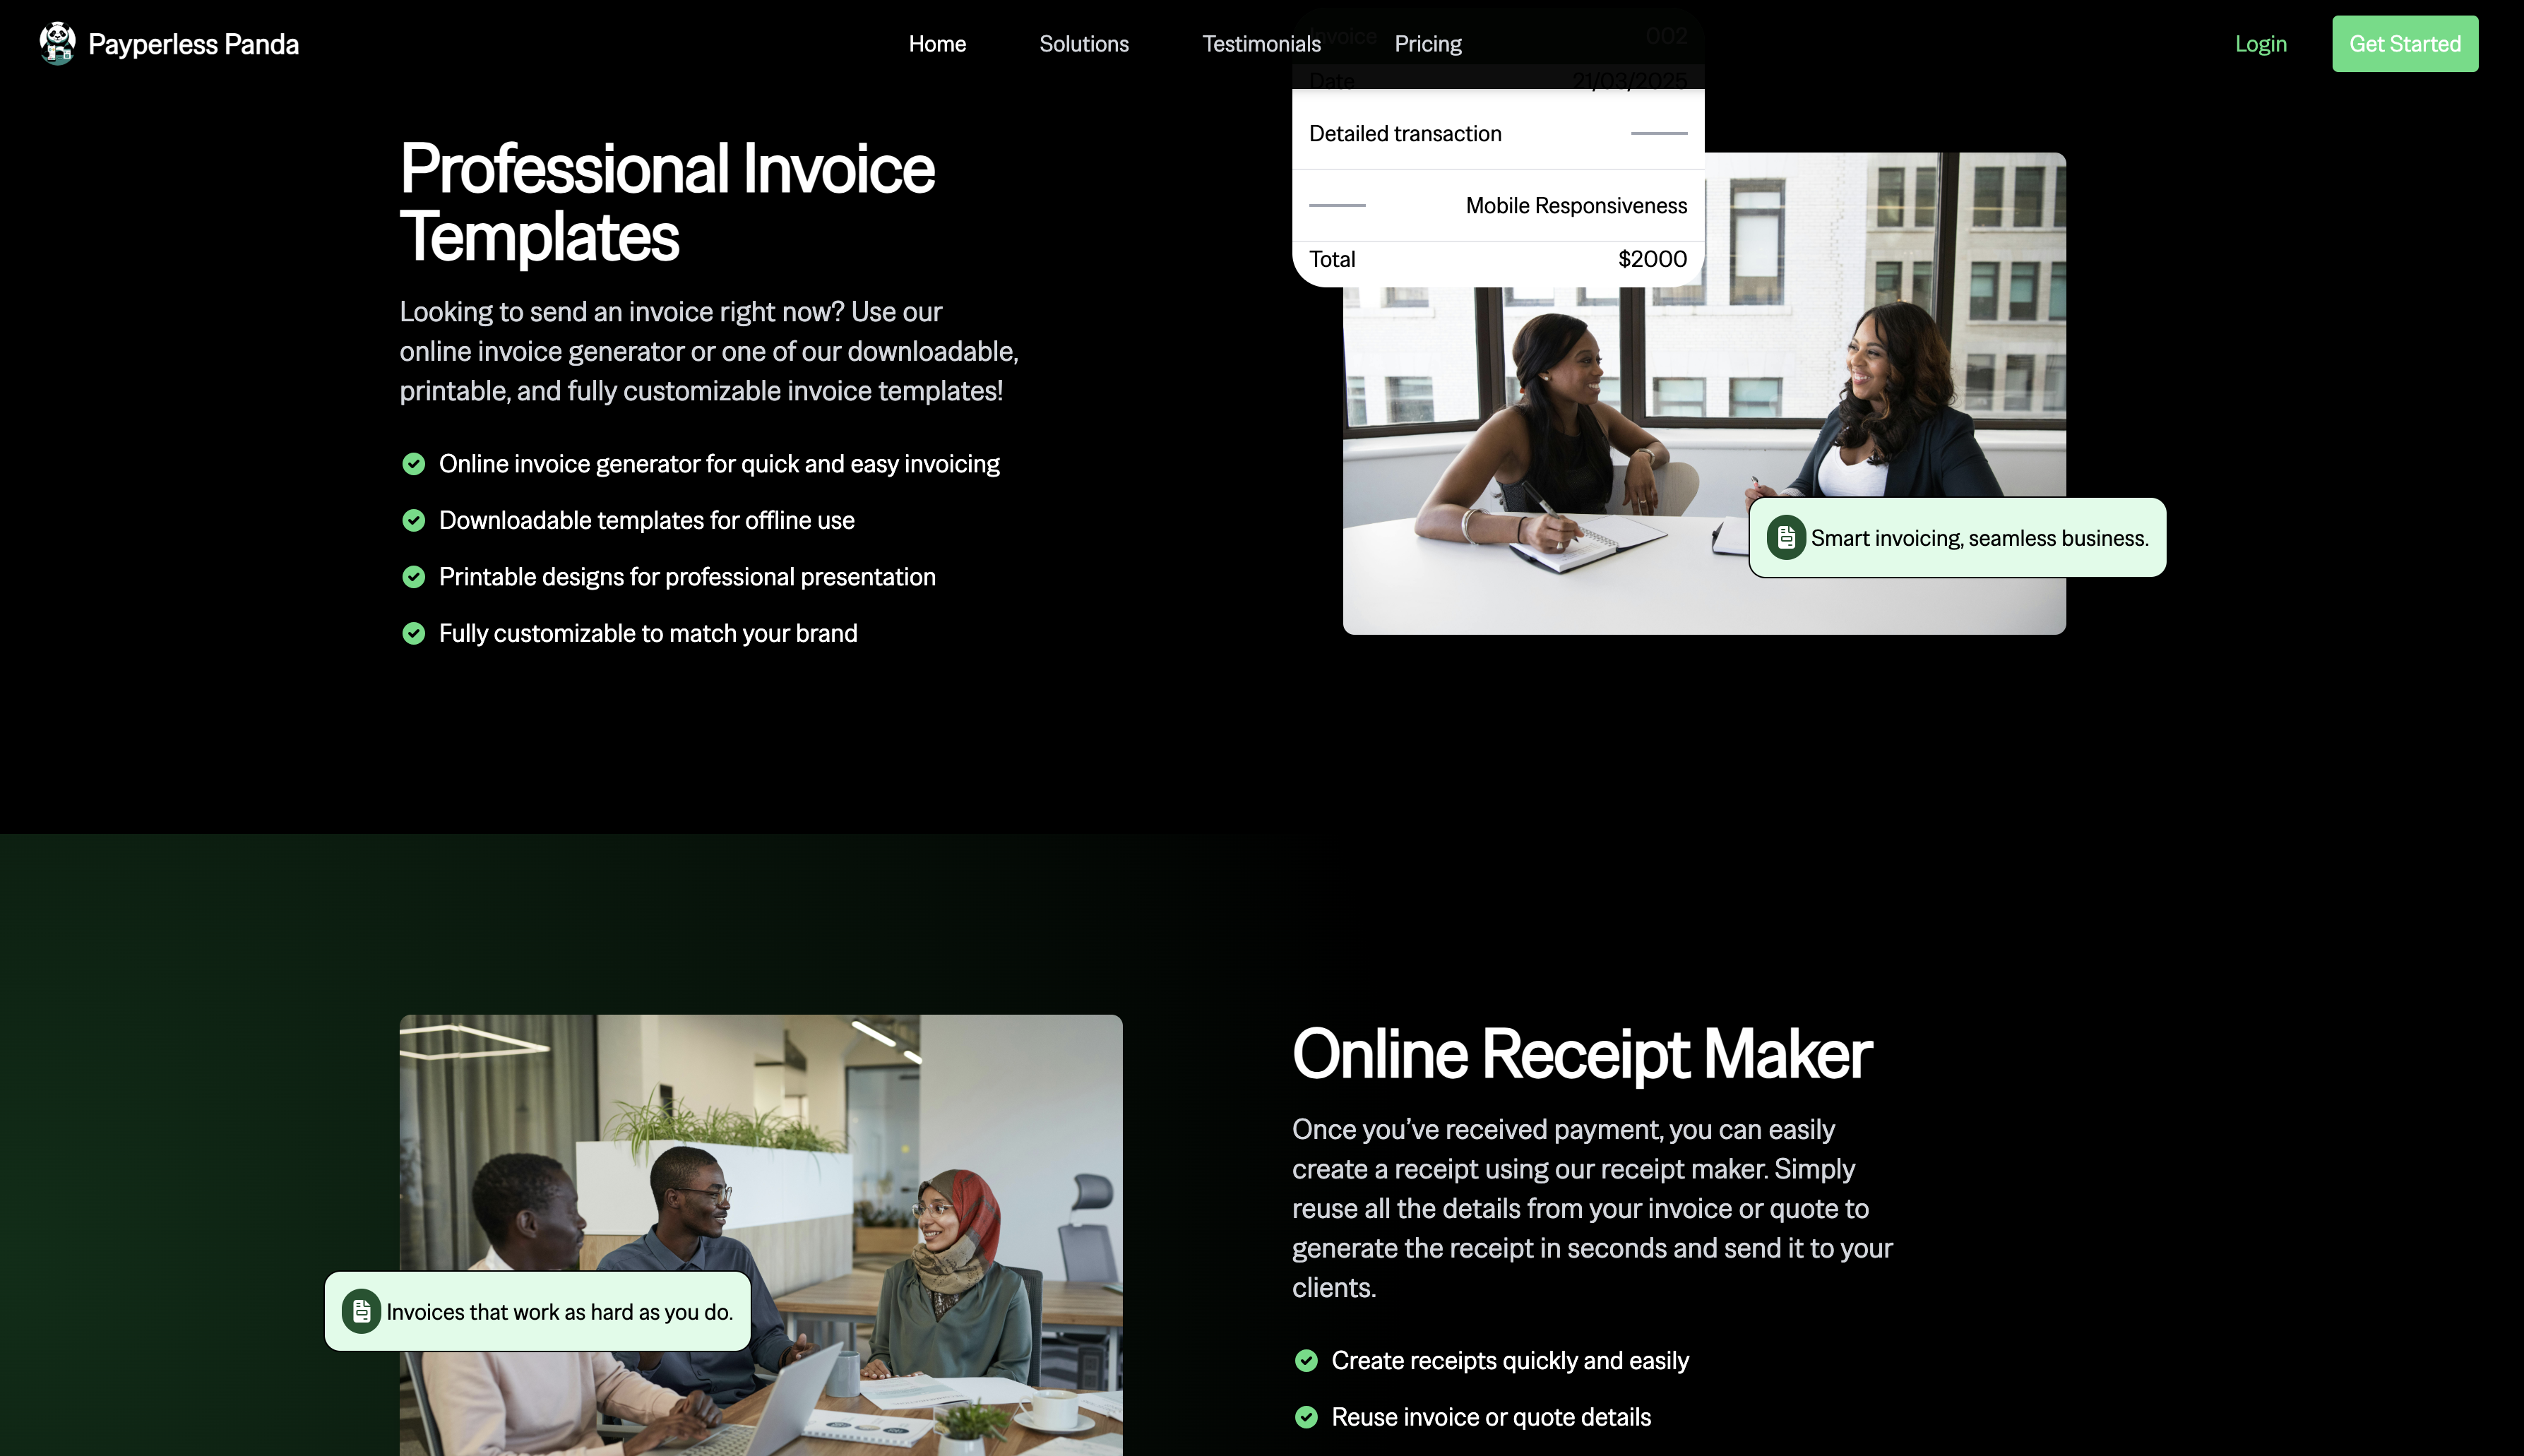 Payperless Panda
Home
Solutions
Testimonials
Pricing
Login
Get Started
Invoice 002
Date 21/03/2025
Detailed transaction
Mobile Responsiveness
Total $2000
Professional Invoice
Templates
Looking to send an invoice right now? Use our
online invoice generator or one of our downloadable,
printable, and fully customizable invoice templates!
Online invoice generator for quick and easy invoicing
Downloadable templates for offline use
Printable designs for professional presentation
Fully customizable to match your brand
Smart invoicing, seamless business.
Invoices that work as hard as you do.
Online Receipt Maker
Once you’ve received payment, you can easily
create a receipt using our receipt maker. Simply
reuse all the details from your invoice or quote to
generate the receipt in seconds and send it to your
clients.
Create receipts quickly and easily
Reuse invoice or quote details